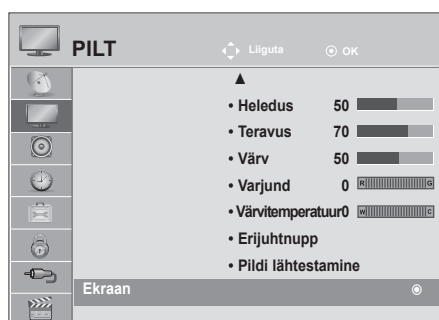 PILT Liiguta OK
▲
• Heledus 50
• Teravus 70
• Värv 50
• Varjund 0 R G
• Värvitemperatuur0 W C
• Erijuhtnupp
• Pildi lähtestamine
Ekraan